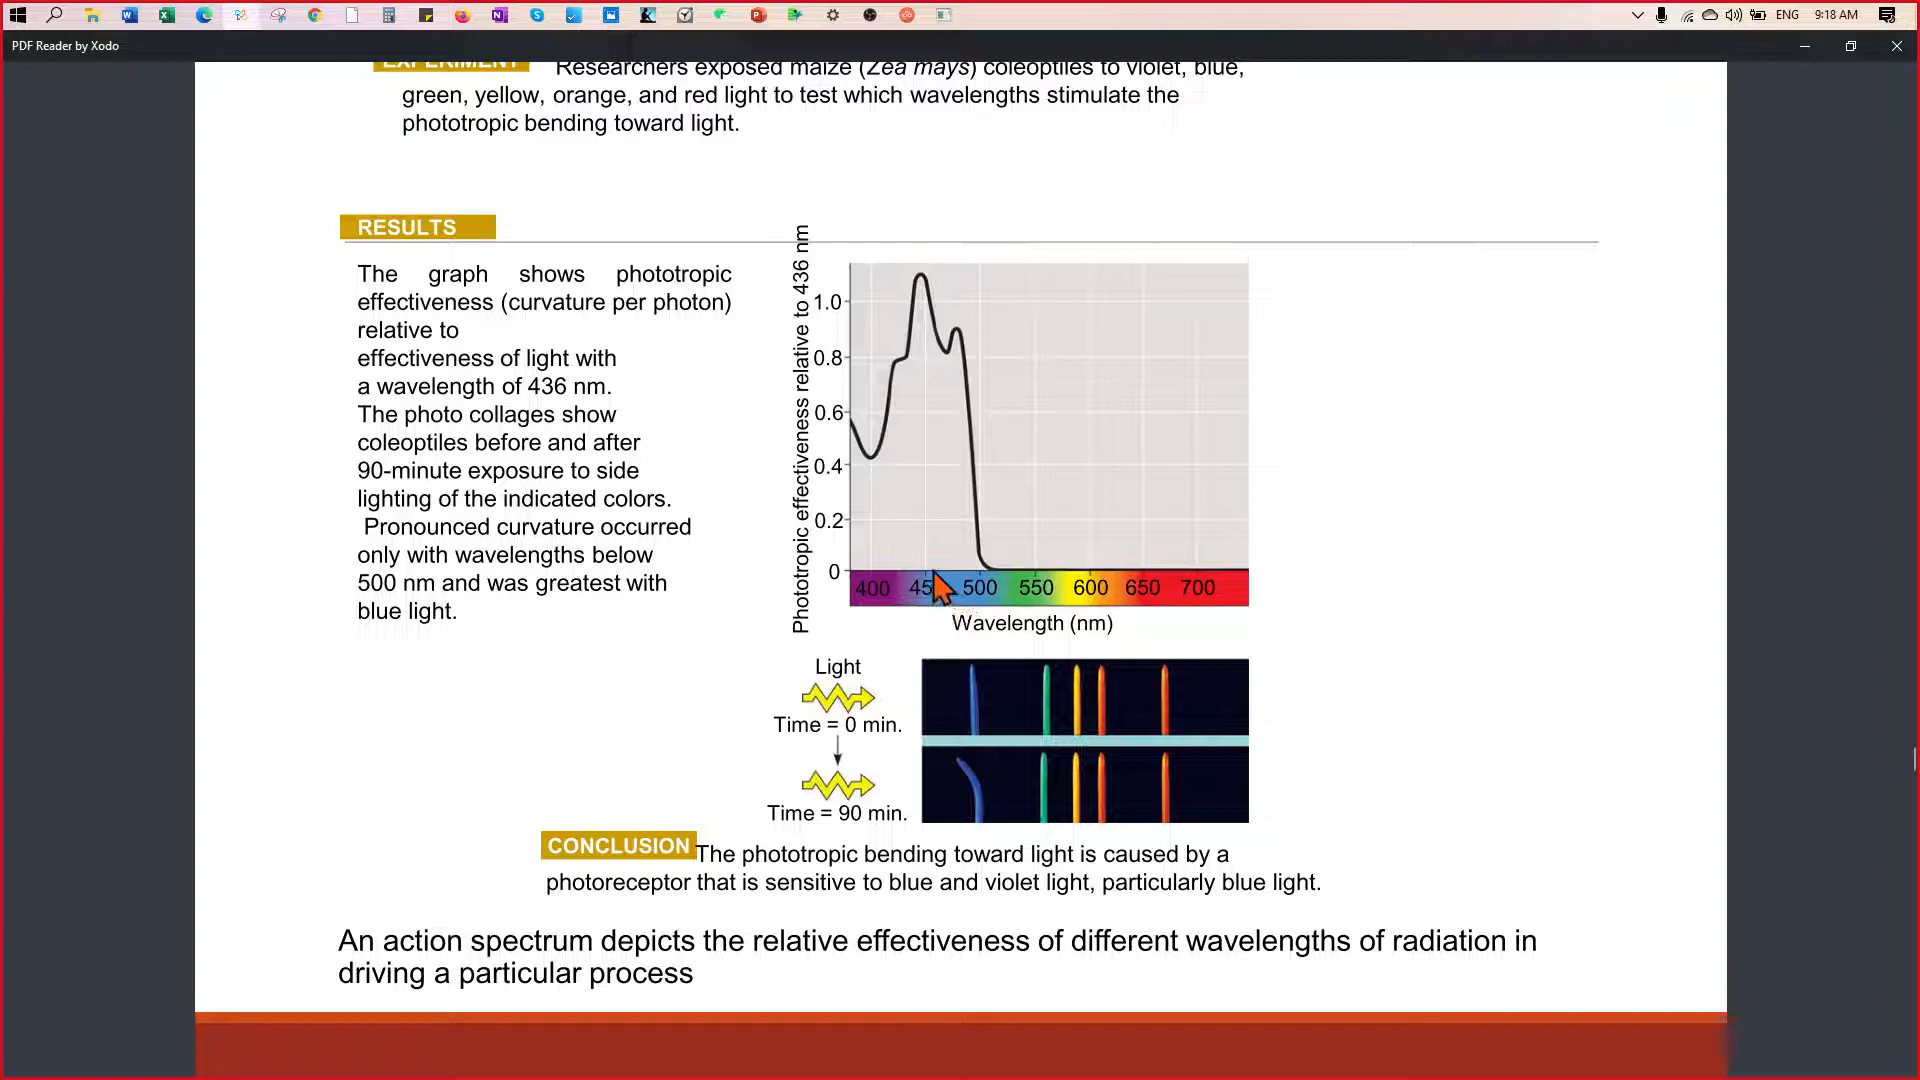 ENG
9:18 AM
PDF Reader by Xodo
EXPERIMENT Researchers exposed maize (Zea mays) coleoptiles to violet, blue,
green, yellow, orange, and red light to test which wavelengths stimulate the
phototropic bending toward light.
RESULTS
The graph shows phototropic
effectiveness (curvature per photon)
relative to
effectiveness of light with
a wavelength of 436 nm.
The photo collages show
coleoptiles before and after
90-minute exposure to side
lighting of the indicated colors.
Pronounced curvature occurred
only with wavelengths below
500 nm and was greatest with
blue light.
Phototropic effectiveness relative to 436 nm
1.0
0.8
0.6
0.4
0.2
0
400 45 500 550 600 650 700
Wavelength (nm)
Light
Time = 0 min.
Time = 90 min.
CONCLUSION The phototropic bending toward light is caused by a
photoreceptor that is sensitive to blue and violet light, particularly blue light.
An action spectrum depicts the relative effectiveness of different wavelengths of radiation in
driving a particular process